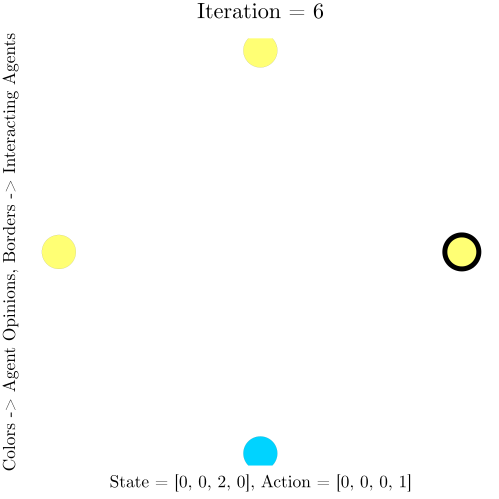 Iteration = 6
Colors -> Agent Opinions, Borders -> Interacting Agents
State = [0, 0, 2, 0], Action = [0, 0, 0, 1]